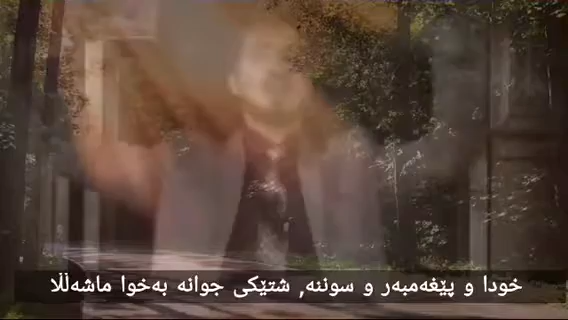 خودا و پێغەمبەر و سوننە, شتێکی جوانە بەخوا ماشەڵڵا